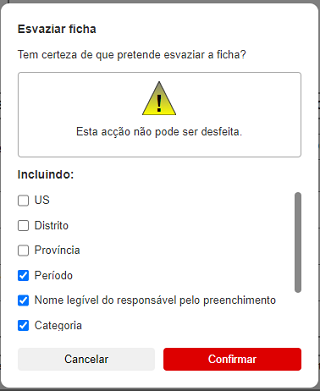 Esvaziar ficha
Tem certeza de que pretende esvaziar a ficha?
Esta acção não pode ser desfeita.
Incluindo:
US
Distrito
Província
Período
Nome legível do responsável pelo preenchimento
Categoria
Cancelar
Confirmar